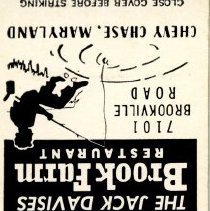 THE JACK DAVISES
Brook Farm
RESTAURANT
7101
BROOKVILLE
ROAD
CHEVY CHASE, MARYLAND
CLOSE COVER BEFORE STRIKING